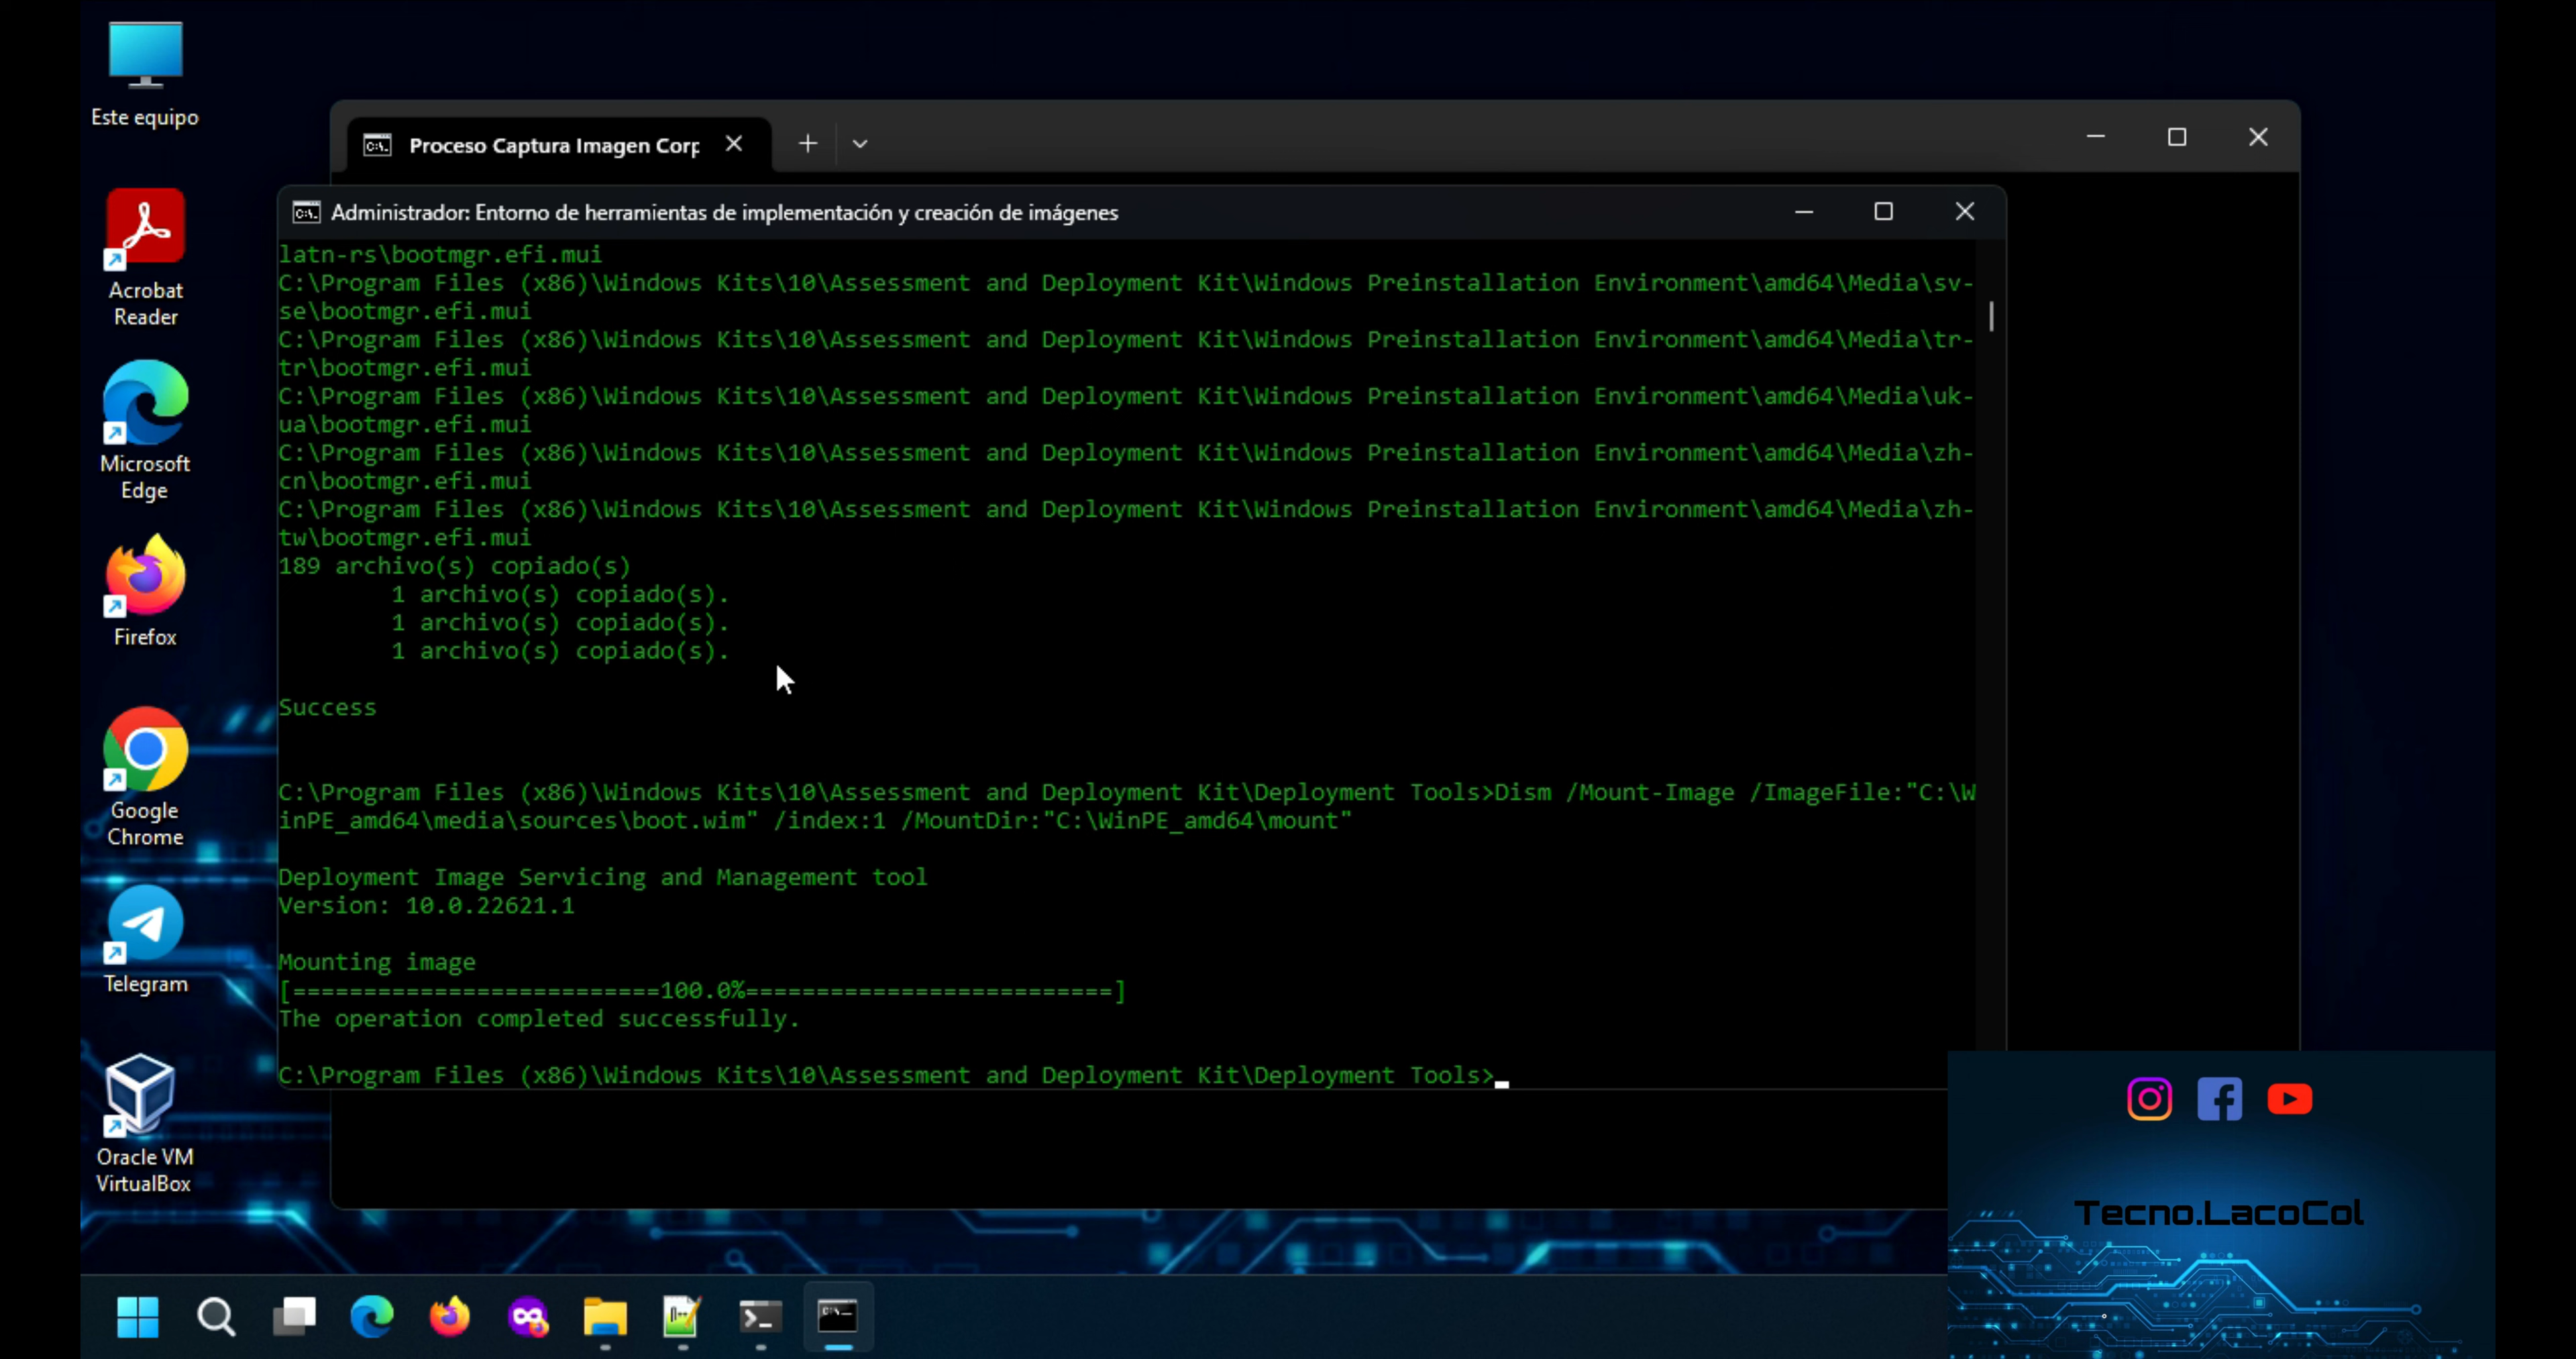 Este equipo
Acrobat
Reader
Microsoft
Edge
Firefox
Google
Chrome
Telegram
Oracle VM
VirtualBox
Proceso Captura Imagen Corp
Administrador: Entorno de herramientas de implementación y creación de imágenes
latn-rs\bootmgr.efi.mui
C:\Program Files (x86)\Windows Kits\10\Assessment and Deployment Kit\Windows Preinstallation Environment\amd64\Media\sv-
se\bootmgr.efi.mui
C:\Program Files (x86)\Windows Kits\10\Assessment and Deployment Kit\Windows Preinstallation Environment\amd64\Media\tr-
tr\bootmgr.efi.mui
C:\Program Files (x86)\Windows Kits\10\Assessment and Deployment Kit\Windows Preinstallation Environment\amd64\Media\uk-
ua\bootmgr.efi.mui
C:\Program Files (x86)\Windows Kits\10\Assessment and Deployment Kit\Windows Preinstallation Environment\amd64\Media\zh-
cn\bootmgr.efi.mui
C:\Program Files (x86)\Windows Kits\10\Assessment and Deployment Kit\Windows Preinstallation Environment\amd64\Media\zh-
tw\bootmgr.efi.mui
189 archivo(s) copiado(s)
1 archivo(s) copiado(s).
1 archivo(s) copiado(s).
1 archivo(s) copiado(s).
Success
C:\Program Files (x86)\Windows Kits\10\Assessment and Deployment Kit\Deployment Tools>Dism /Mount-Image /ImageFile:"C:\W
inPE_amd64\media\sources\boot.wim" /index:1 /MountDir:"C:\WinPE_amd64\mount"
Deployment Image Servicing and Management tool
Version: 10.0.22621.1
Mounting image
[==========================100.0%==========================]
The operation completed successfully.
C:\Program Files (x86)\Windows Kits\10\Assessment and Deployment Kit\Deployment Tools>
Tecno.LacoCol